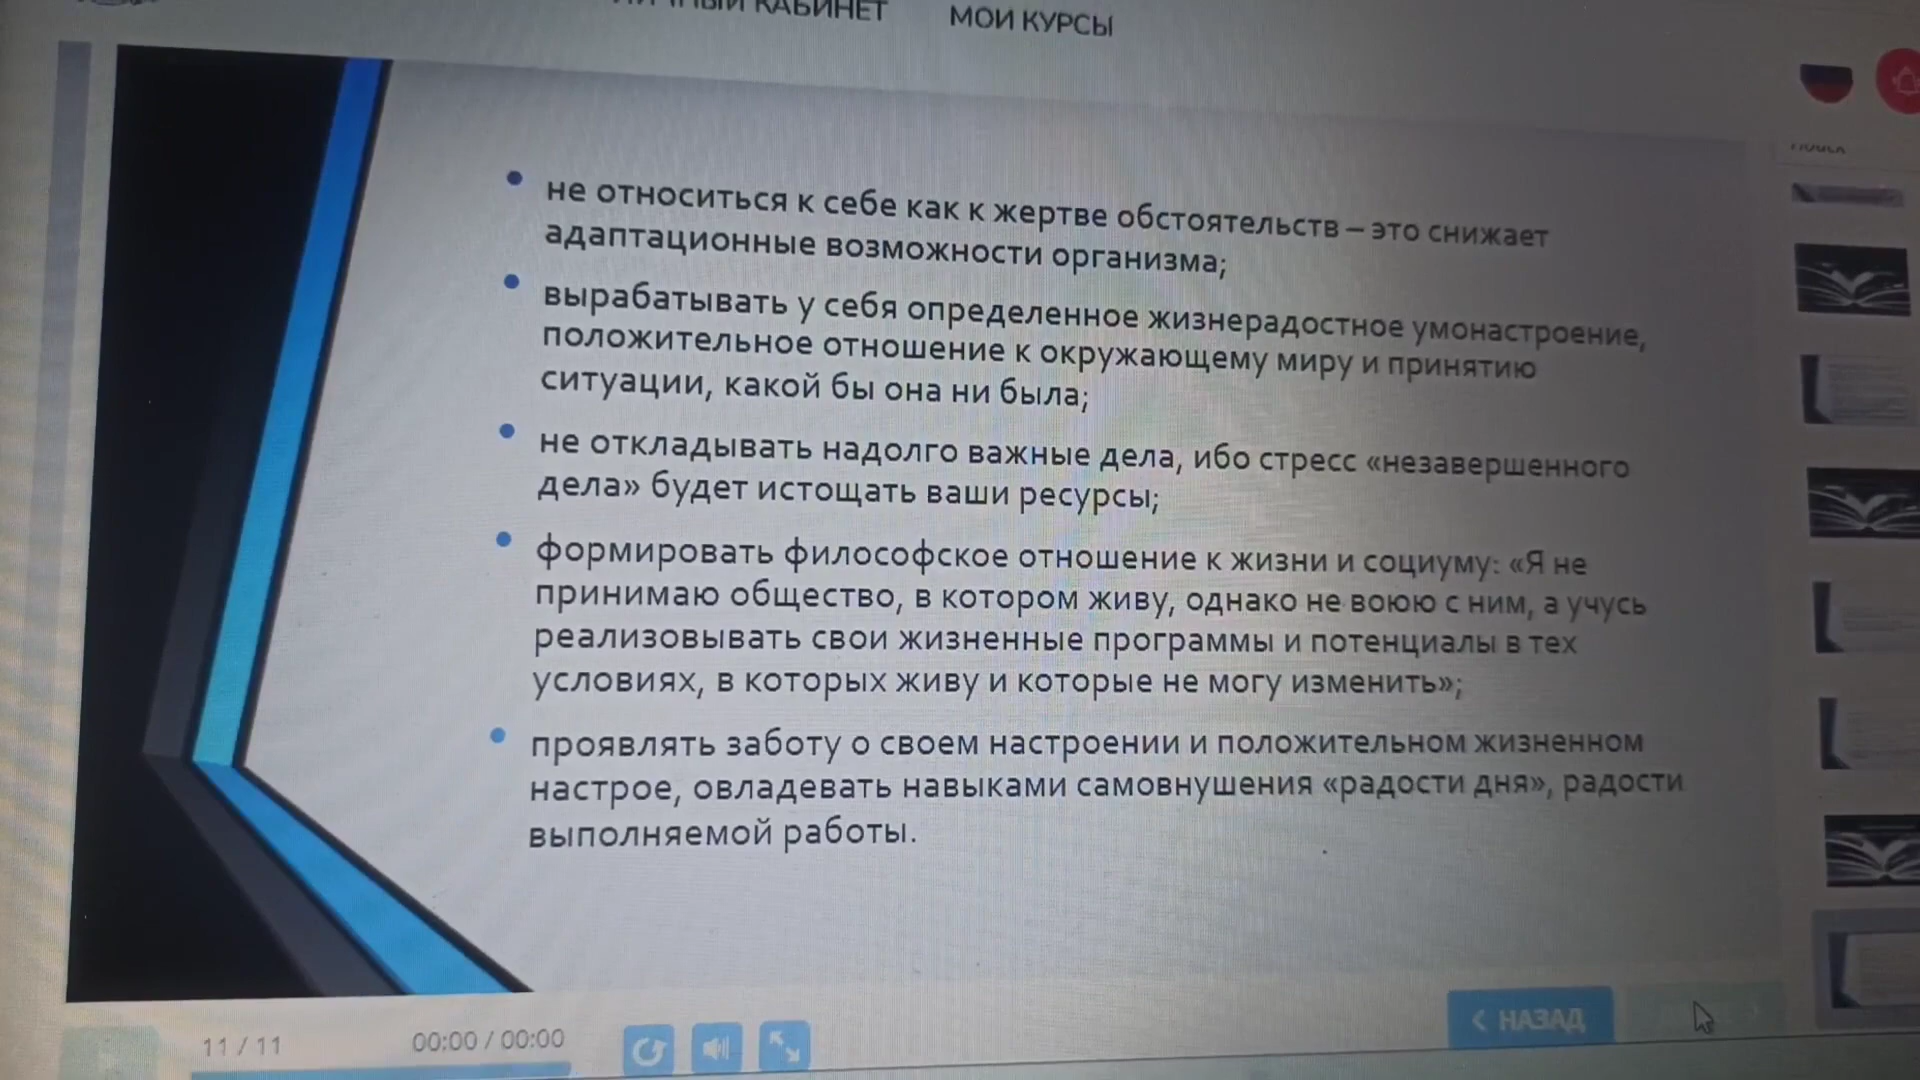 КАБИНЕТ МОИ КУРСЫ
• не относиться к себе как к жертве обстоятельств – это снижает
адаптационные возможности организма;
• вырабатывать у себя определенное жизнерадостное умонастроение,
положительное отношение к окружающему миру и принятию
ситуации, какой бы она ни была;
• не откладывать надолго важные дела, ибо стресс «незавершенного
дела» будет истощать ваши ресурсы;
• формировать философское отношение к жизни и социуму: «Я не
принимаю общество, в котором живу, однако не воюю с ним, а учусь
реализовывать свои жизненные программы и потенциалы в тех
условиях, в которых живу и которые не могу изменить»;
• проявлять заботу о своем настроении и положительном жизненном
настрое, овладевать навыками самовнушения «радости дня», радости
выполняемой работы.
11 / 11 00:00 / 00:00
< НАЗАД